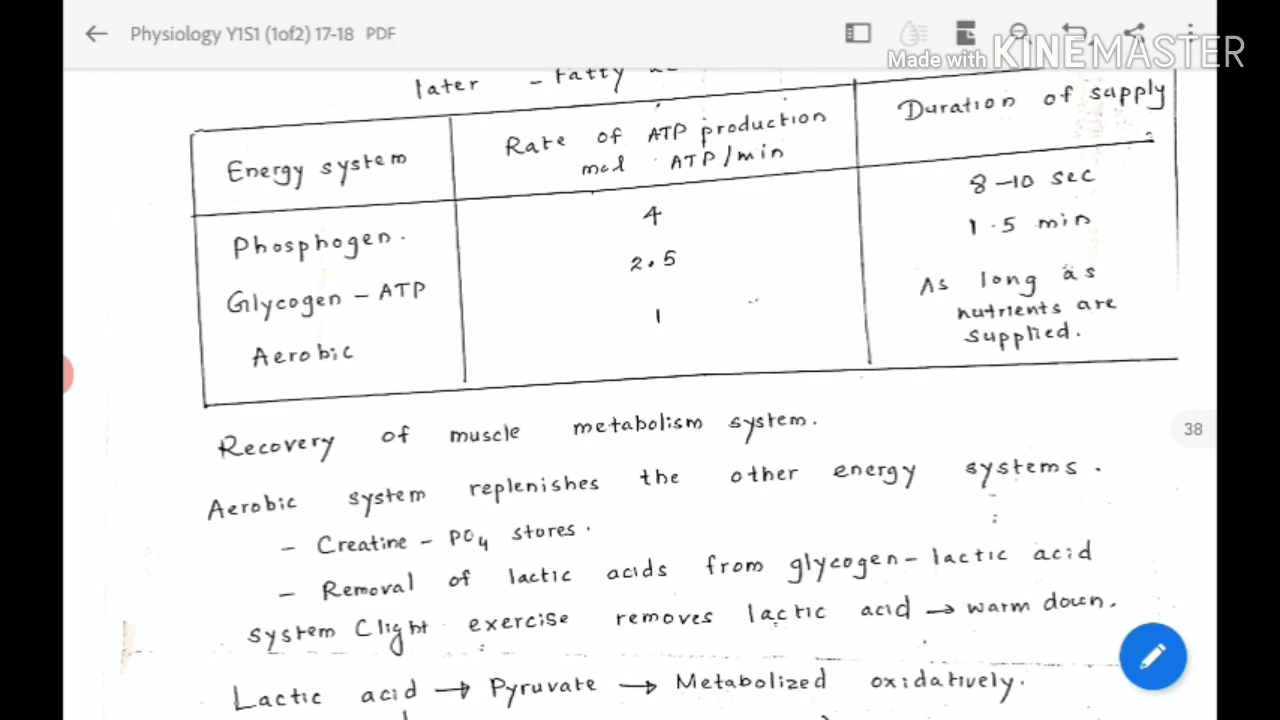 Physiology Y1S1 (1of2) 17-18 PDF
Made with KINEMASTER
later - Fatty
Energy system
Rate of ATP production
mol ATP/min
Duration of supply
Phosphogen.
4
8-10 sec
Glycogen - ATP
2.5
1.5 min
Aerobic
1
As long as
nutrients are
supplied.
38
Recovery of muscle metabolism system.
Aerobic system replenishes the other energy systems.
- Creatine - PO4 stores.
- Removal of lactic acids from glycogen - lactic acid
system (light exercise removes lactic acid → warm down.
Lactic acid → Pyruvate → Metabolized oxidatively.